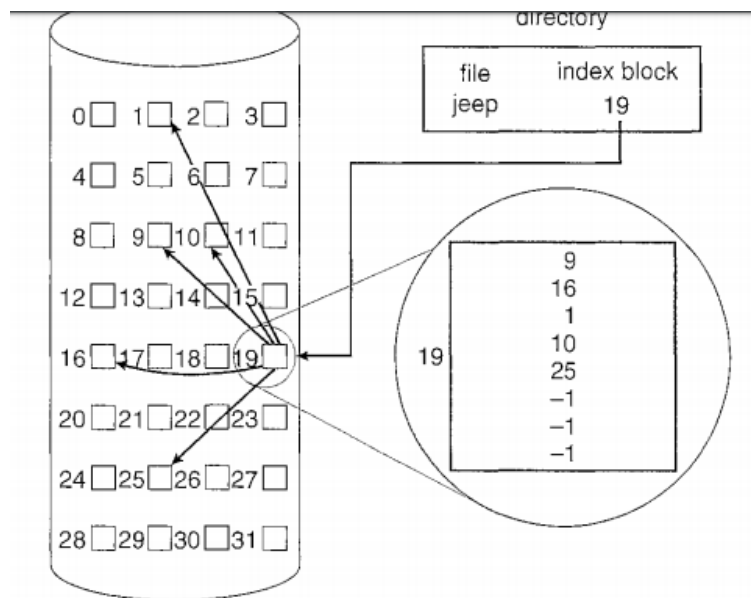 directory
file index block
jeep 19
0 1 2 3
4 5 6 7
8 9 10 11
12 13 14 15
16 17 18 19
20 21 22 23
24 25 26 27
28 29 30 31
19
9
16
1
10
25
–1
–1
–1